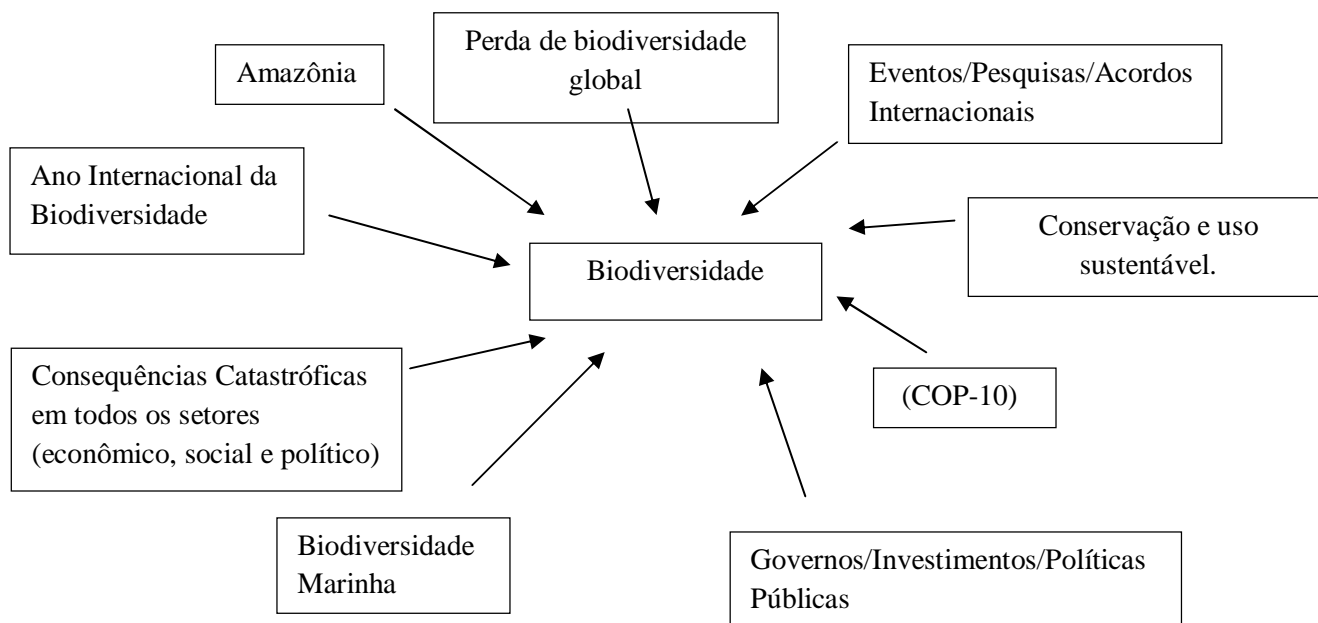 Perda de biodiversidade
global
Amazônia
Eventos/Pesquisas/Acordos
Internacionais
Ano Internacional da
Biodiversidade
Conservação e uso
sustentável.
Biodiversidade
Consequências Catastróficas
em todos os setores
(econômico, social e político)
(COP-10)
Biodiversidade
Marinha
Governos/Investimentos/Políticas
Públicas